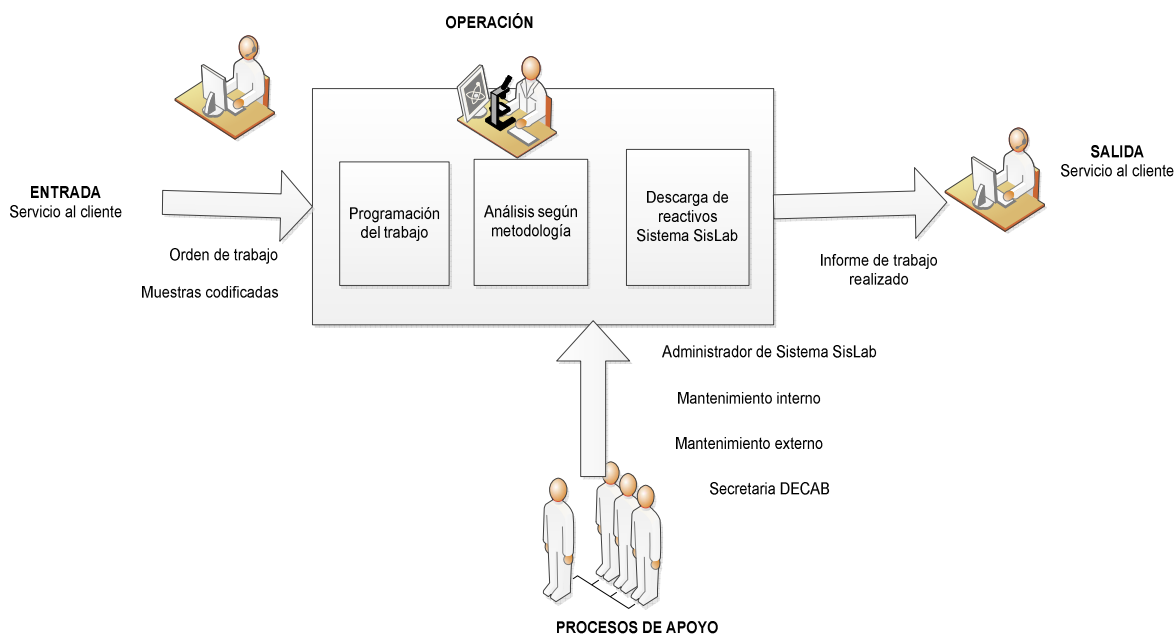 OPERACIÓN
ENTRADA
Servicio al cliente
Orden de trabajo
Muestras codificadas
Programación
del trabajo
Análisis según
metodología
Descarga de
reactivos
Sistema SisLab
SALIDA
Servicio al cliente
Informe de trabajo
realizado
Administrador de Sistema SisLab
Mantenimiento interno
Mantenimiento externo
Secretaria DECAB
PROCESOS DE APOYO